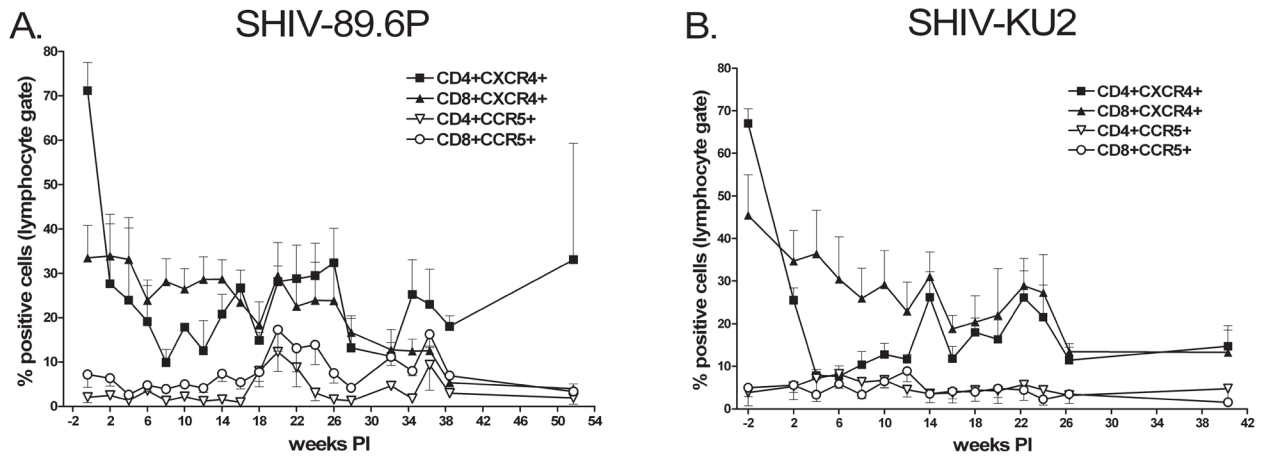 A.
SHIV-89.6P
% positive cells (lymphocyte gate)
80
70
60
50
40
30
20
10
0
CD4+CXCR4+
CD8+CXCR4+
CD4+CCR5+
CD8+CCR5+
-2 2 6 10 14 18 22 26 30 34 38 42 46 50 54
weeks PI
B.
SHIV-KU2
% positive cells (lymphocyte gate)
80
70
60
50
40
30
20
10
0
CD4+CXCR4+
CD8+CXCR4+
CD4+CCR5+
CD8+CCR5+
-2 2 6 10 14 18 22 26 30 34 38 42
weeks PI